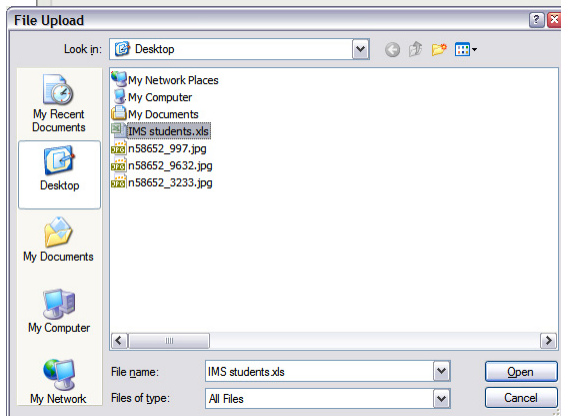 File Upload
Look in:
Desktop
My Recent
Documents
Desktop
My Documents
My Computer
My Network
My Network Places
My Computer
My Documents
IMS students.xls
n58652_997.jpg
n58652_9632.jpg
n58652_3233.jpg
File name:
IMS students.xls
Open
Files of type:
All Files
Cancel